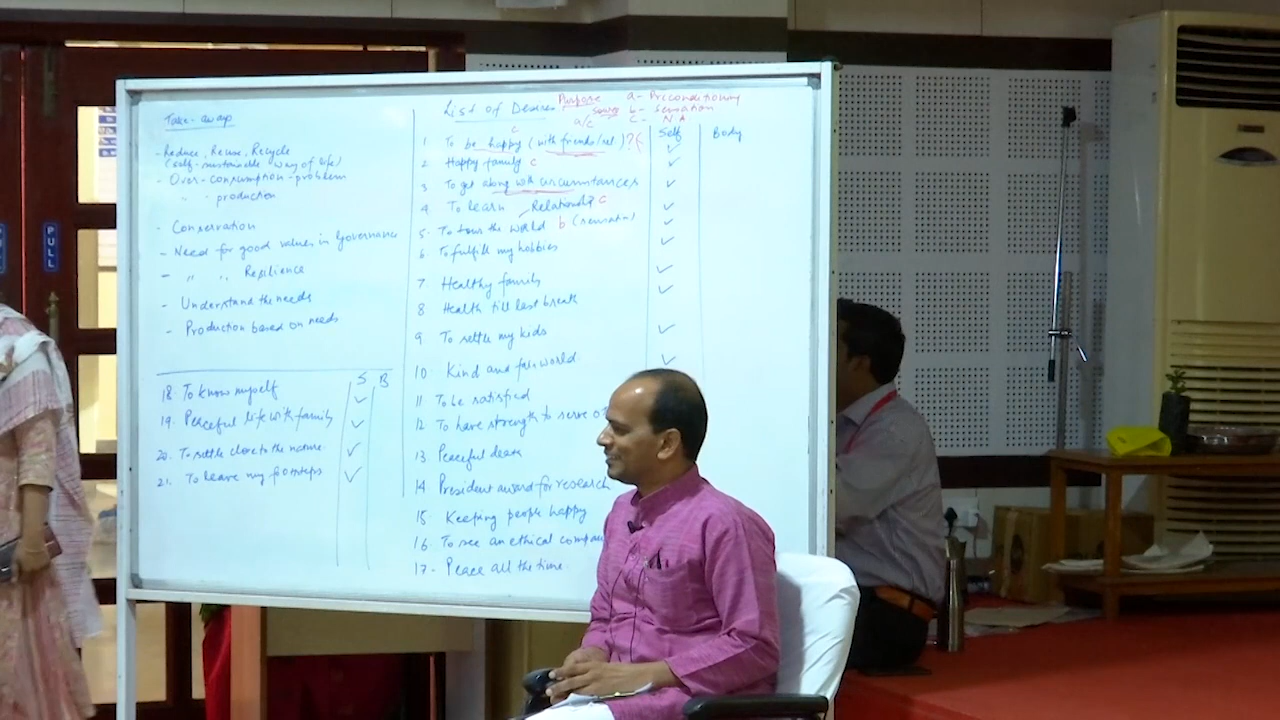 Take-away
- Reduce, Reuse, Recycle
(self-sustainable way of life)
- Over-consumption-problem
" " production
- Conservation
- Need for good values in Governance
- " " Resilience
- Understand the needs
- Production based on needs
S B
18. To know myself
19. Peaceful life with family
20. To settle close to the nature
21. To leave my footsteps
List of Desires
Purpose
a/c
a - Preconditioning
b - Sensation
c - NA
Self Body
c
1 To be happy (with friends/rel.)?
2 Happy family c
3 To get along with circumstances
4 To learn Relationship c
5. To tour the world b (sensatn)
6 To fulfill my hobbies
7 Healthy family
8 Health till last breath
9 To settle my kids
10 Kind and fair world
11 To be satisfied
12 To have strength to serve
13 Peaceful death
14 President award for research
15. Keeping people happy
16. To see an ethical
17- Peace all the time.
PULL